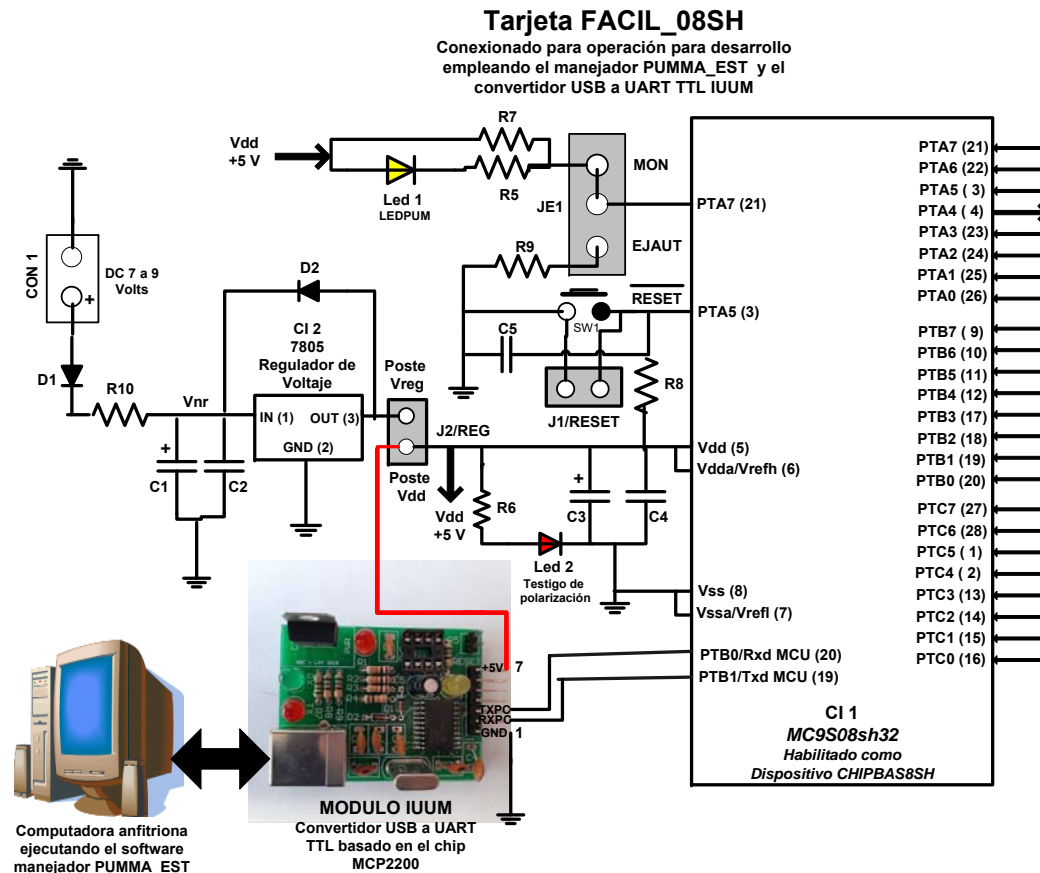 Tarjeta FACIL_08SH
Conexionado para operación para desarrollo
empleando el manejador PUMMA_EST y el
convertidor USB a UART TTL IUUM
Vdd
+5 V
R7
Led 1
LEDPUM
R5
JE1
MON
EJAUT
R9
PTA7 (21)
CON 1
+
DC 7 a 9
Volts
D1
R10
Vnr
D2
CI 2
7805
Regulador de
Voltaje
IN (1)
OUT (3)
GND (2)
+
C1
C2
Poste
Vreg
J2/REG
Poste
Vdd
Vdd
+5 V
C5
SW1
RESET
PTA5 (3)
J1/RESET
R8
R6
Led 2
Testigo de
polarización
+
C3
C4
Vdd (5)
Vdda/Vrefh (6)
Vss (8)
Vssa/Vrefl (7)
PTB0/Rxd MCU (20)
PTB1/Txd MCU (19)
CI 1
MC9S08sh32
Habilitado como
Dispositivo CHIPBAS8SH
PTA7 (21)
PTA6 (22)
PTA5 ( 3)
PTA4 ( 4)
PTA3 (23)
PTA2 (24)
PTA1 (25)
PTA0 (26)
PTB7 ( 9)
PTB6 (10)
PTB5 (11)
PTB4 (12)
PTB3 (17)
PTB2 (18)
PTB1 (19)
PTB0 (20)
PTC7 (27)
PTC6 (28)
PTC5 ( 1)
PTC4 ( 2)
PTC3 (13)
PTC2 (14)
PTC1 (15)
PTC0 (16)
+5V
7
TXPC
RXPC
GND
1
PWR
R1
R2
R3
R4
D2
RESET
MODULO IUUM
Convertidor USB a UART
TTL basado en el chip
MCP2200
Computadora anfitriona
ejecutando el software
manejador PUMMA_EST